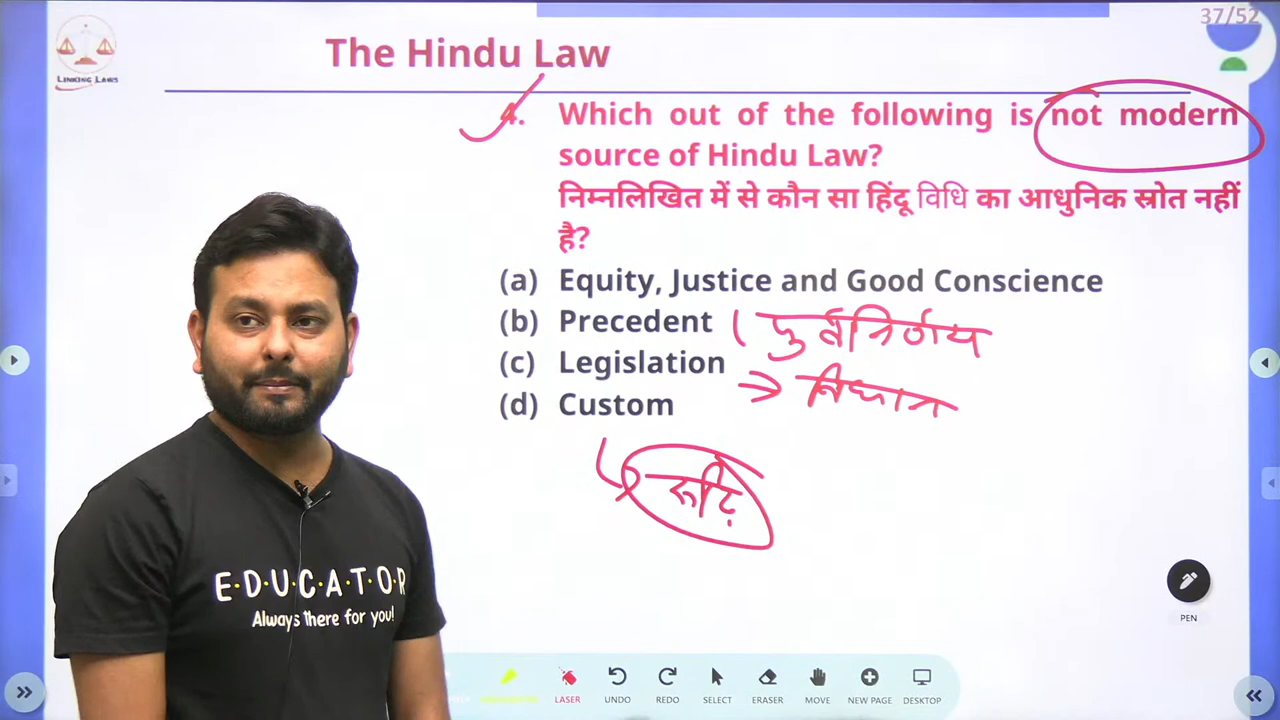 37/52
LINKING LAWS
The Hindu Law
4. Which out of the following is not modern
source of Hindu Law?
निम्नलिखित में से कौन सा हिंदू विधि का आधुनिक स्रोत नहीं
है?
(a) Equity, Justice and Good Conscience
(b) Precedent ( पुर्वनिर्णय
(c) Legislation
(d) Custom
रूढ़ि
E·D·U·C·A·T·O·R
Always there for you!
PEN
LASER
UNDO
REDO
SELECT
ERASER
MOVE
NEW PAGE
DESKTOP